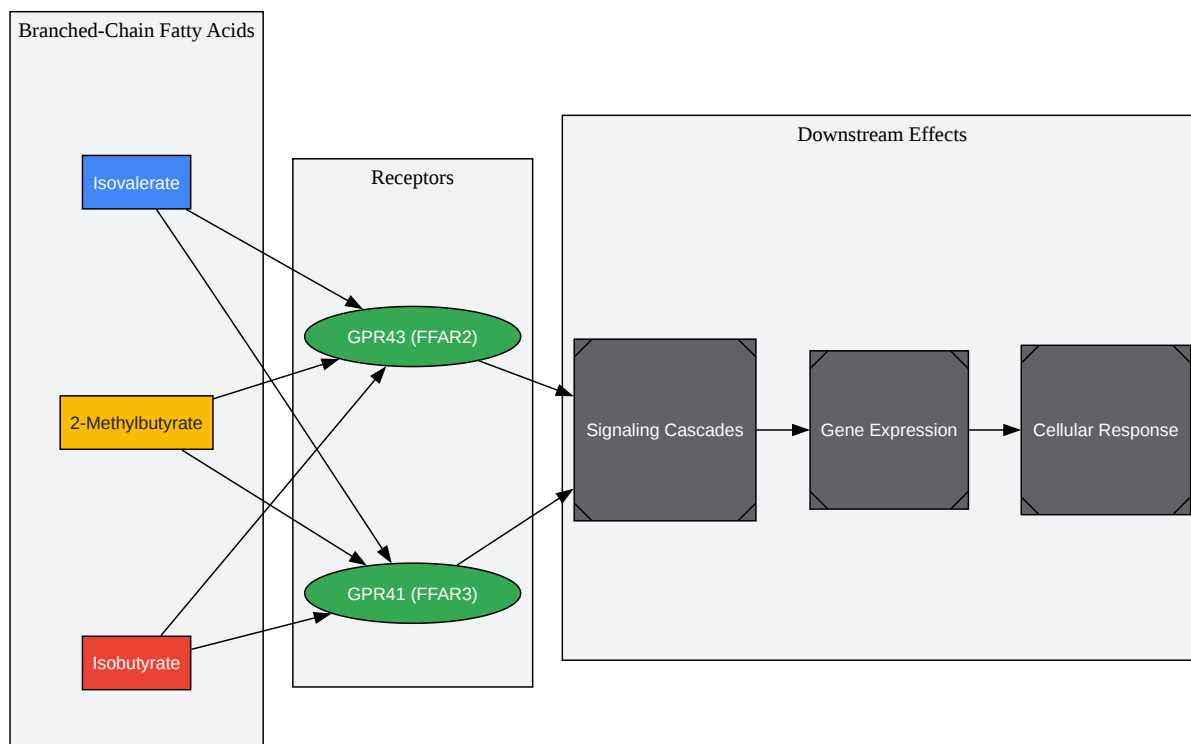 Branched-Chain Fatty Acids
Isovalerate
2-Methylbutyrate
Isobutyrate
Receptors
GPR43 (FFAR2)
GPR41 (FFAR3)
Downstream Effects
Signaling Cascades
Gene Expression
Cellular Response